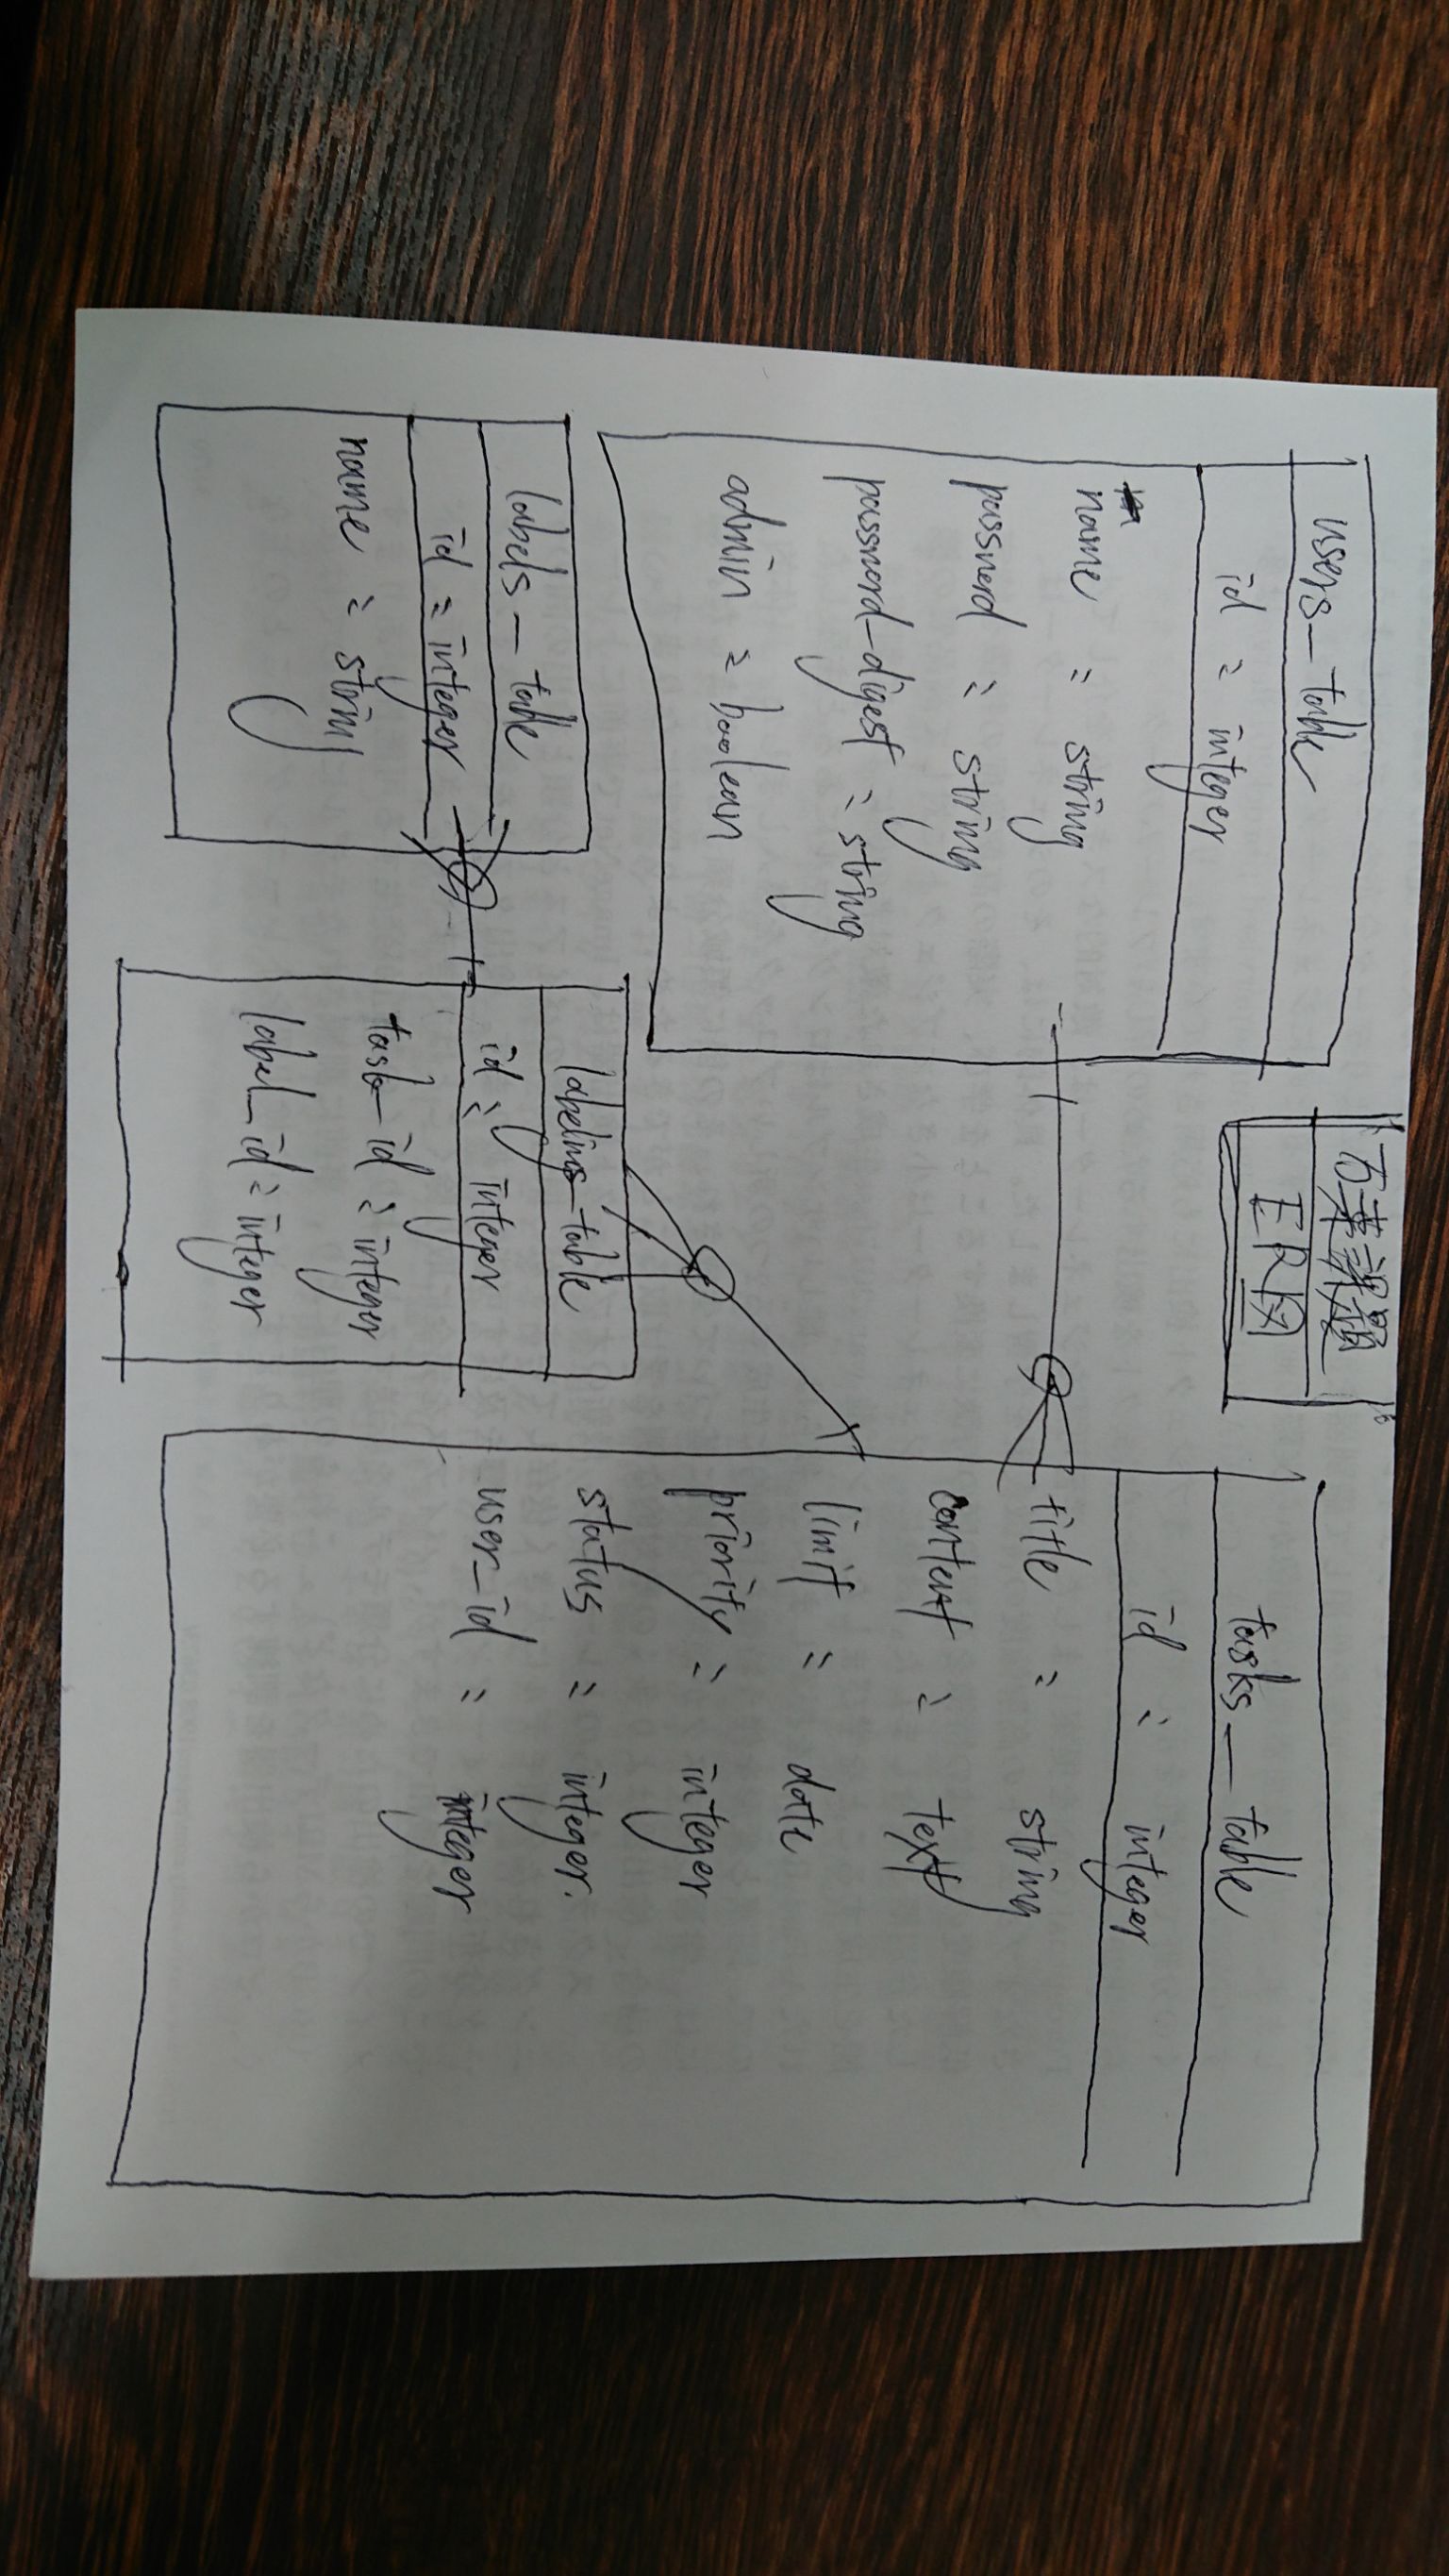 万葉課題
ER図
users_table
id : integer
name : string
passward : string
password_digest : string
admin : boolean
tasks_table
id : integer
title : string
content : text
limit : date
priority : integer
status : integer
user_id : integer
labels_table
id : integer
name : string
labelings_table
id : integer
task_id : integer
label_id : integer